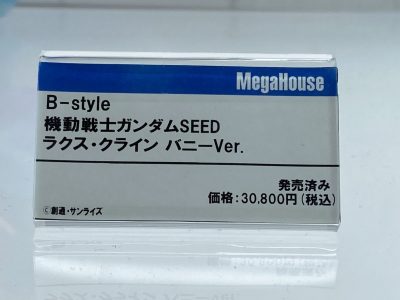 MegaHouse
B-style
機動戦士ガンダムSEED
ラクス・クライン バニーVer.
発売済み
価格：30,800円（税込）
©創通・サンライズ